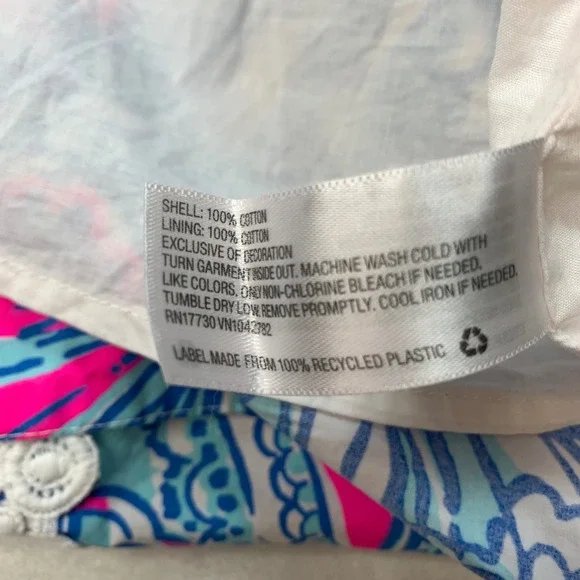 SHELL: 100% COTTON
LINING: 100% COTTON
EXCLUSIVE OF DECORATION
TURN GARMENT INSIDE OUT. MACHINE WASH COLD WITH
LIKE COLORS. ONLY NON-CHLORINE BLEACH IF NEEDED.
TUMBLE DRY LOW. REMOVE PROMPTLY. COOL IRON IF NEEDED.
RN17730 VN1042782
LABEL MADE FROM 100% RECYCLED PLASTIC